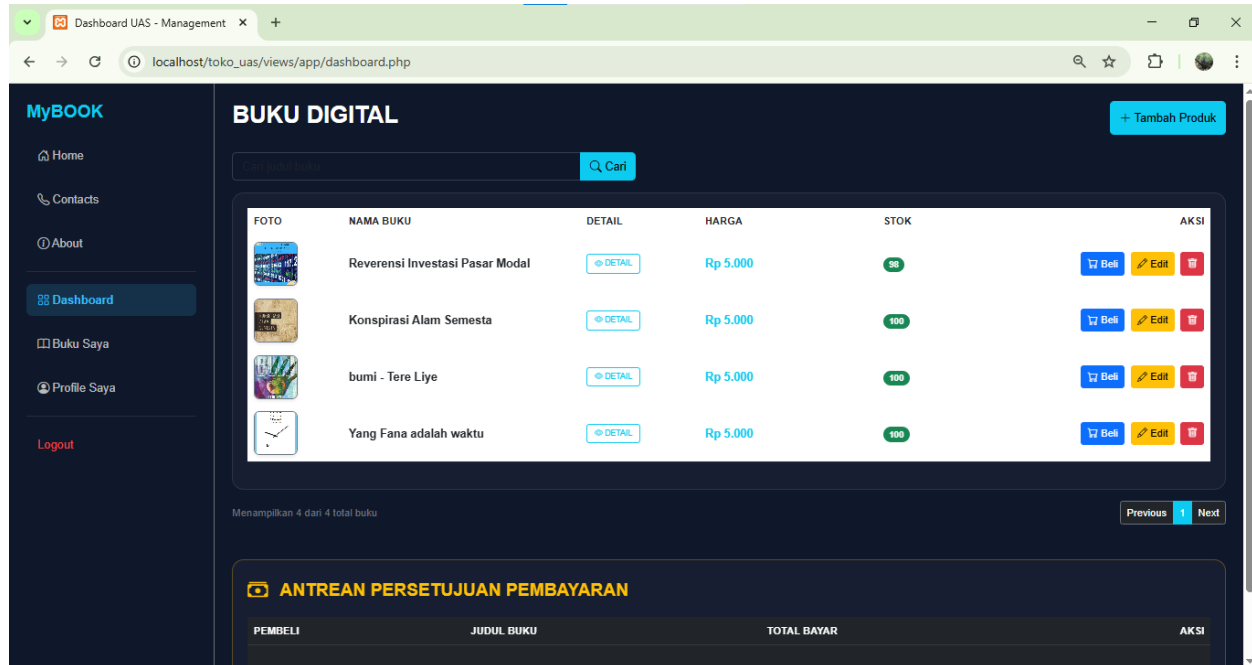 Dashboard UAS - Management
localhost/toko_uas/views/app/dashboard.php
MyBOOK
BUKU DIGITAL
+ Tambah Produk
Home
Cari judul buku...
Cari
Contacts
FOTO NAMA BUKU DETAIL HARGA STOK AKSI
About
Reverensi Investasi Pasar Modal DETAIL Rp 5.000 98 Beli Edit
Dashboard
Konspirasi Alam Semesta DETAIL Rp 5.000 100 Beli Edit
Buku Saya
bumi - Tere Liye DETAIL Rp 5.000 100 Beli Edit
Profile Saya
Yang Fana adalah waktu DETAIL Rp 5.000 100 Beli Edit
Logout
Menampilkan 4 dari 4 total buku
Previous 1 Next
ANTREAN PERSETUJUAN PEMBAYARAN
PEMBELI JUDUL BUKU TOTAL BAYAR AKSI